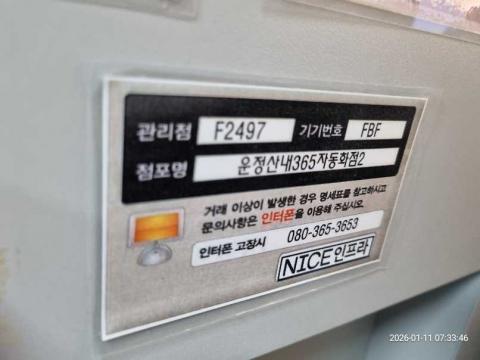 관리점 F2497 기기번호 FBF
점포명 운정산내365자동화점2
거래 이상이 발생한 경우 명세표를 참고하시고
문의사항은 인터폰을 이용해 주십시오.
인터폰 고장시 080-365-3653
NICE인프라
2026-01-11 07:33:46